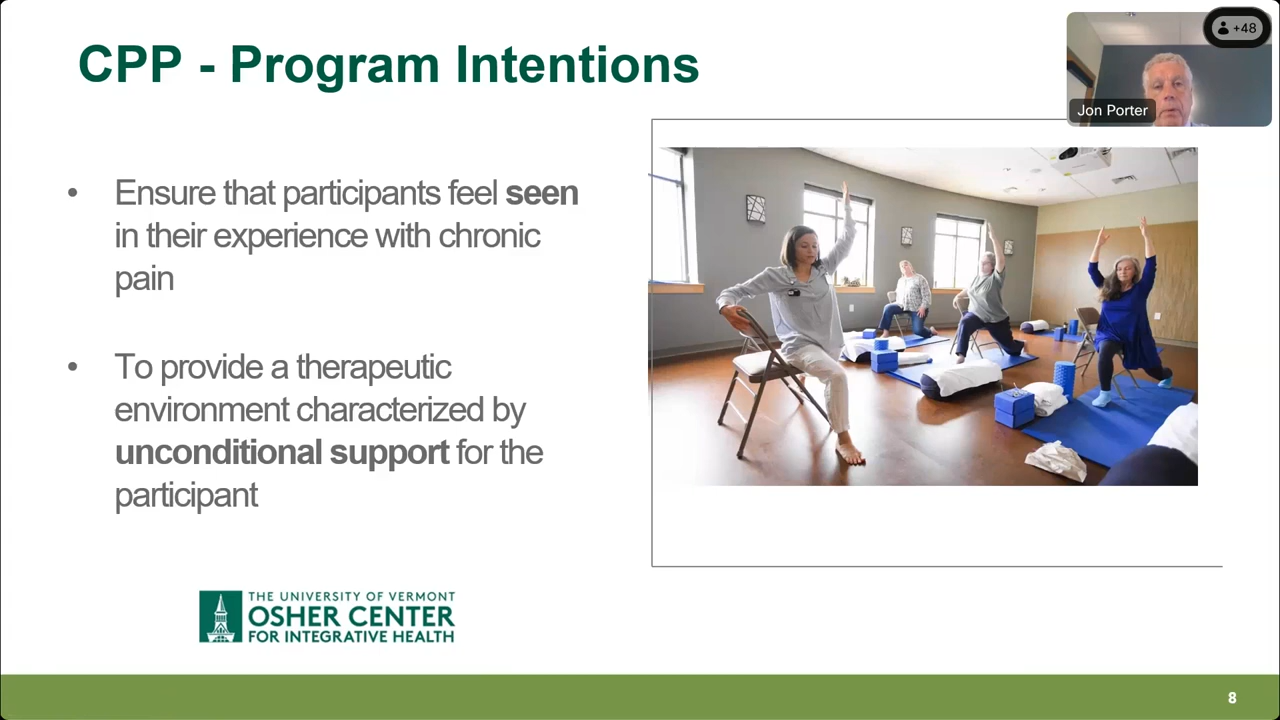 CPP - Program Intentions
+48
Jon Porter
• Ensure that participants feel seen
in their experience with chronic
pain
• To provide a therapeutic
environment characterized by
unconditional support for the
participant
THE UNIVERSITY OF VERMONT
OSHER CENTER
FOR INTEGRATIVE HEALTH
8